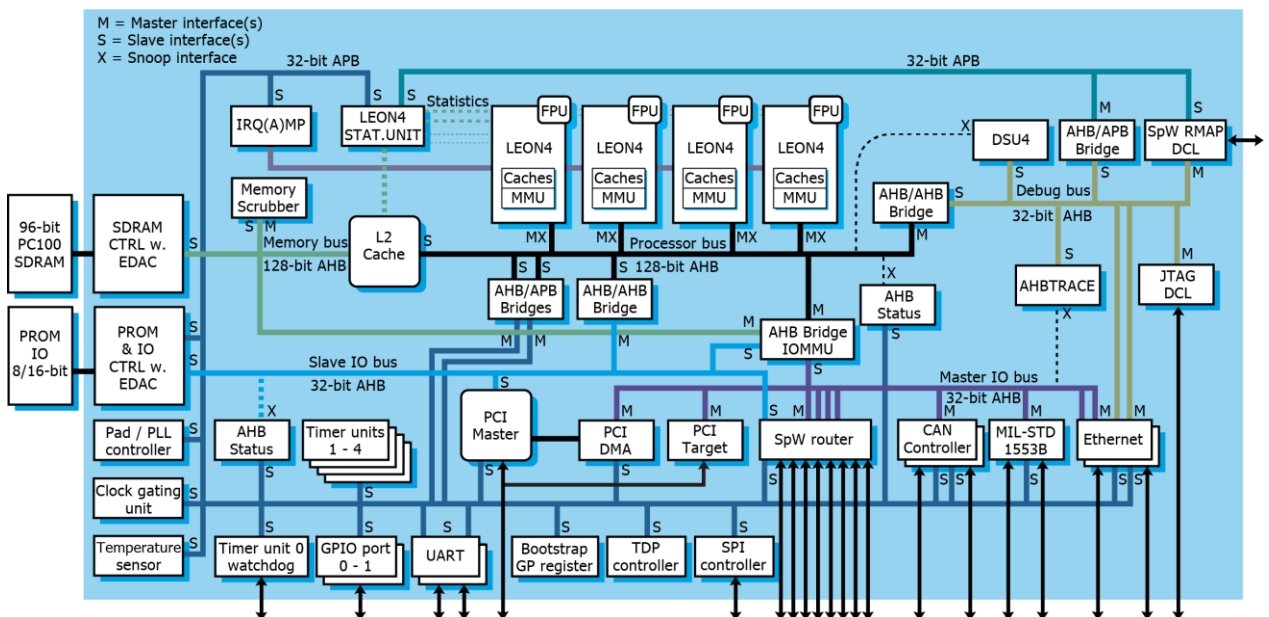 M = Master interface(s)
S = Slave interface(s)
X = Snoop interface
32-bit APB
32-bit APB
S
S
S
Statistics
M
S
IRQ(A)MP
LEON4
STAT.UNIT
FPU
FPU
FPU
FPU
LEON4
LEON4
LEON4
LEON4
Caches
Caches
Caches
Caches
MMU
MMU
MMU
MMU
X
DSU4
AHB/APB
Bridge
SpW RMAP
DCL
S
S
M
Debug bus
32-bit AHB
Memory
Scrubber
S
M
AHB/AHB
Bridge
S
M
96-bit
PC100
SDRAM
SDRAM
CTRL w.
EDAC
S
Memory bus
128-bit AHB
L2
Cache
S
MX
MX
MX
MX
Processor bus
128-bit AHB
S
S
S
AHB/APB
Bridges
AHB/AHB
Bridge
M
M
M
X
AHB
Status
S
S
AHBTRACE
X
M
JTAG
DCL
PROM
IO
8/16-bit
PROM
& IO
CTRL w.
EDAC
S
S
M
M
AHB Bridge
IOMMU
S
S
Slave IO bus
32-bit AHB
Master IO bus
32-bit AHB
X
S
M
M
S
M
M
M
M
Pad / PLL
controller
S
AHB
Status
S
Timer units
1 - 4
S
PCI
Master
S
PCI
DMA
S
PCI
Target
SpW router
S
CAN
Controller
S
S
MIL-STD
1553B
S
Ethernet
S
S
Clock gating
unit
S
Temperature
sensor
S
S
Timer unit 0
watchdog
S
GPIO port
0 - 1
S
S
UART
S
Bootstrap
GP register
S
TDP
controller
S
SPI
controller